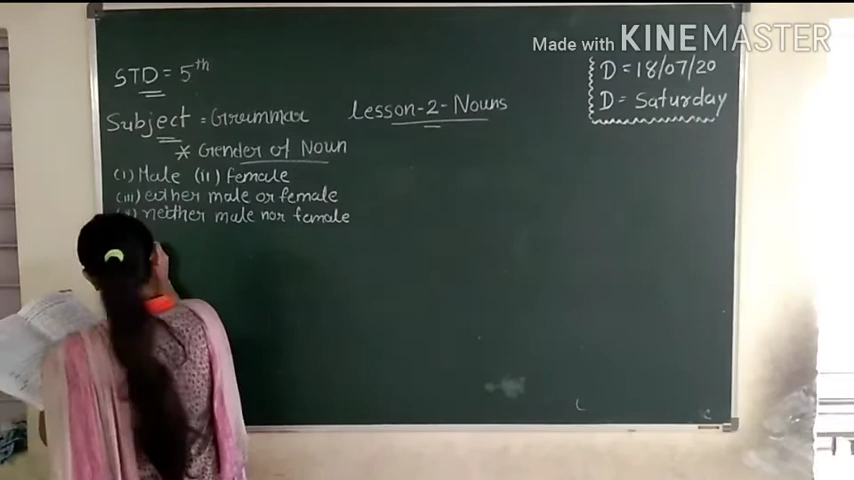 Made with KINEMASTER
STD = 5th
D = 18/07/20
D = Saturday
Subject = Grammar
Lesson-2-Nouns
* Gender of Noun
(i) Male (ii) Female
(iii) either male or female
neither male nor female